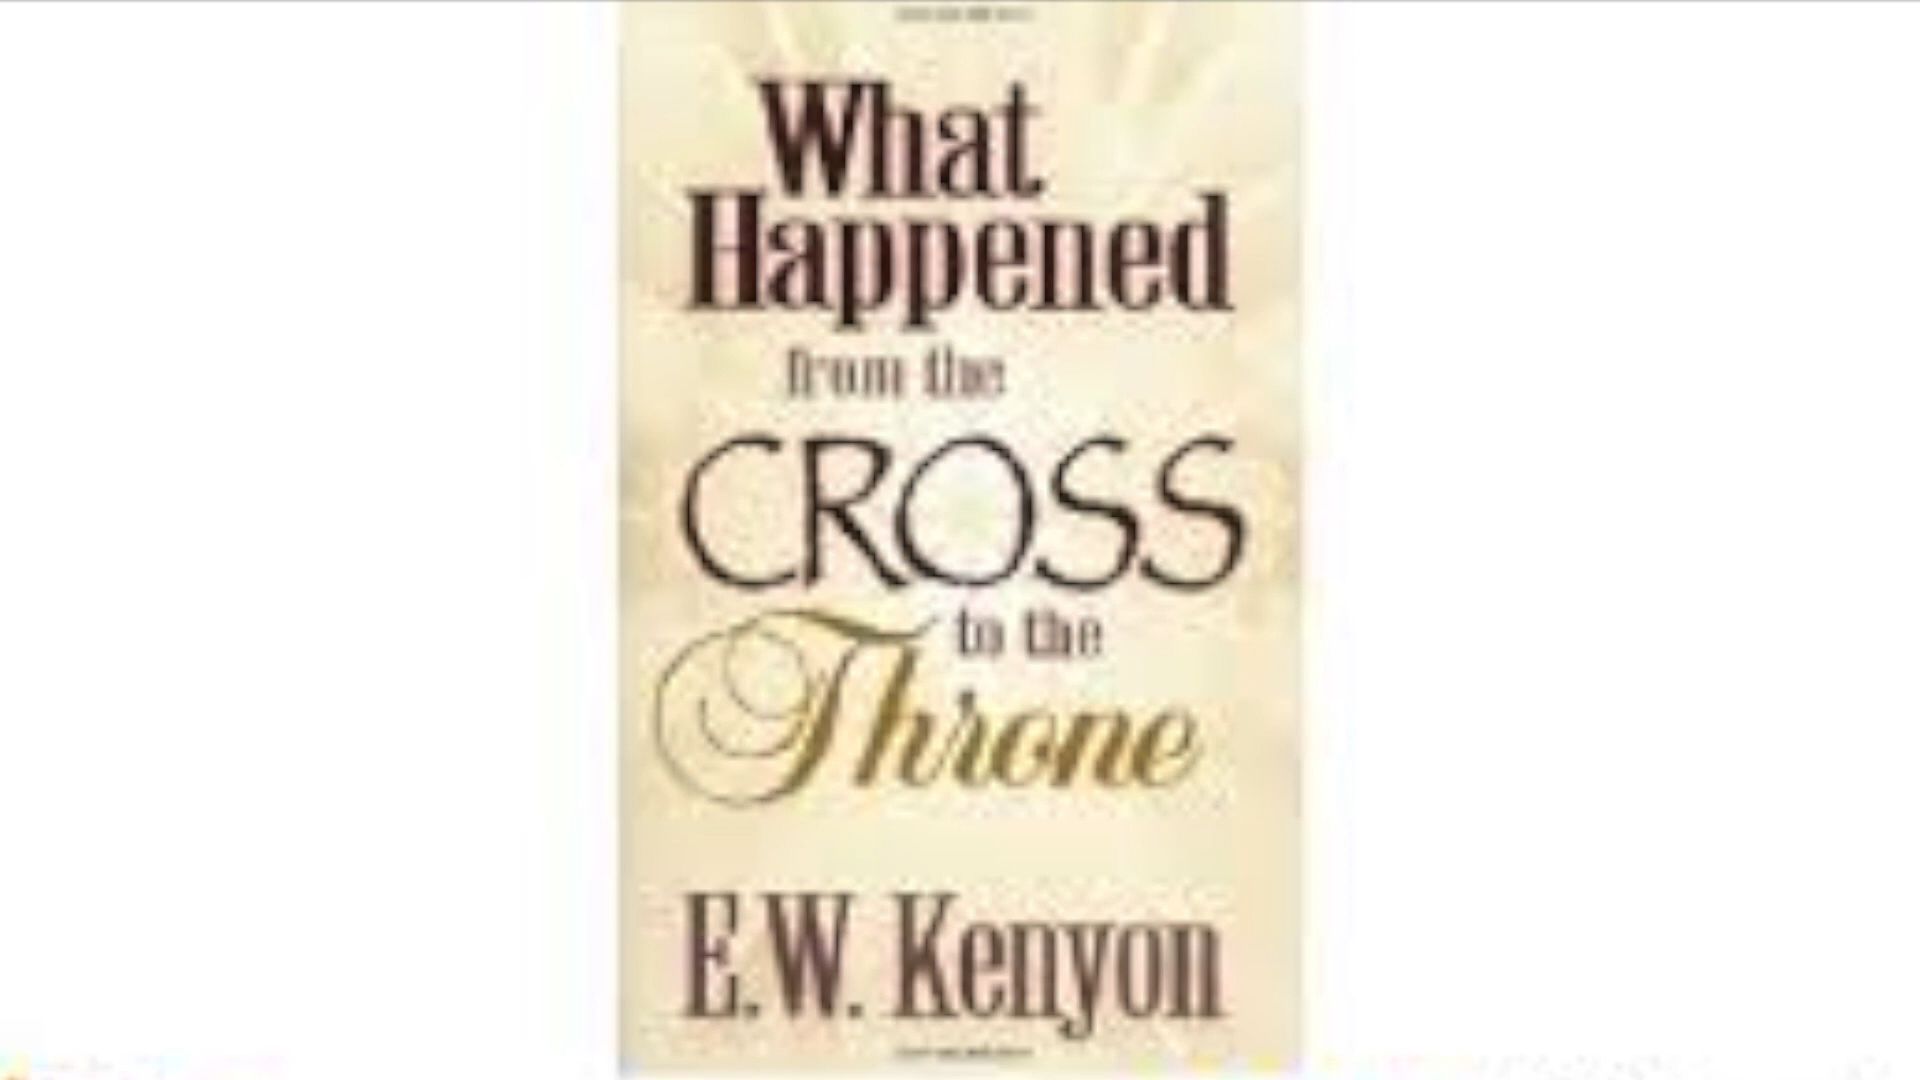 What
Happened
from the
CROSS
to the
Throne
E.W. Kenyon